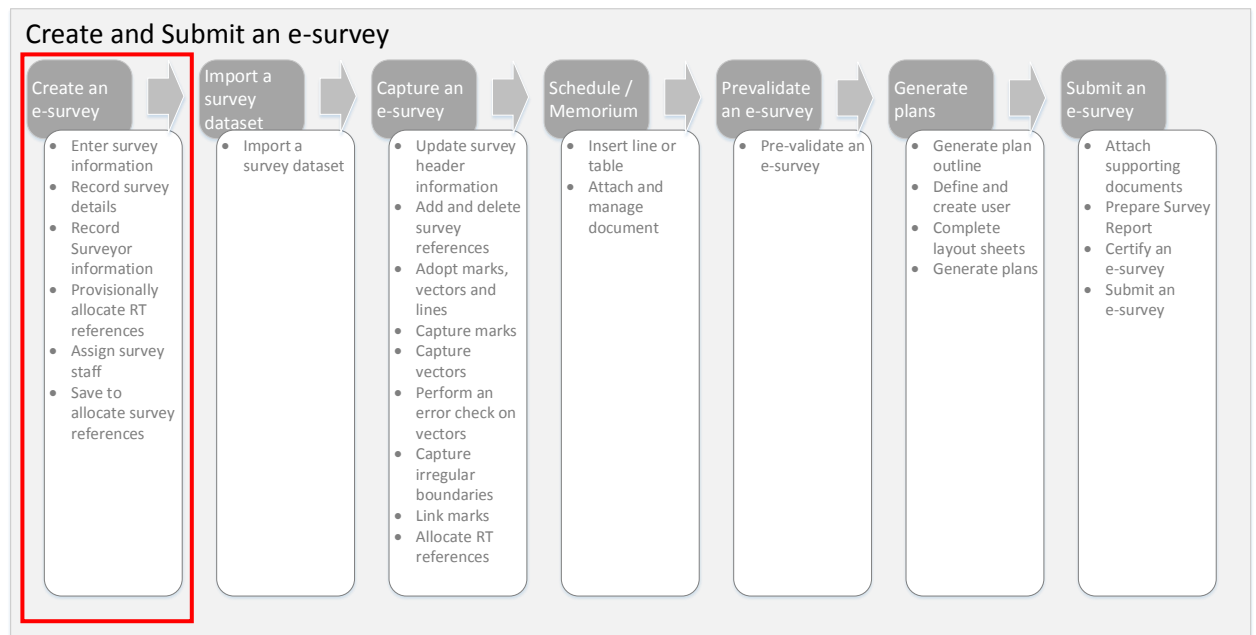 Create and Submit an e-survey
Create an
e-survey
• Enter survey
information
• Record survey
details
• Record
Surveyor
information
• Provisionally
allocate RT
references
• Assign survey
staff
• Save to
allocate survey
references
Import a
survey
dataset
• Import a
survey dataset
Capture an
e-survey
• Update survey
header
information
• Add and delete
survey
references
• Adopt marks,
vectors and
lines
• Capture marks
• Capture
vectors
• Perform an
error check on
vectors
• Capture
irregular
boundaries
• Link marks
• Allocate RT
references
Schedule /
Memorium
• Insert line or
table
• Attach and
manage
document
Prevalidate
an e-survey
• Pre-validate an
e-survey
Generate
plans
• Generate plan
outline
• Define and
create user
• Complete
layout sheets
• Generate plans
Submit an
e-survey
• Attach
supporting
documents
• Prepare Survey
Report
• Certify an
e-survey
• Submit an
e-survey